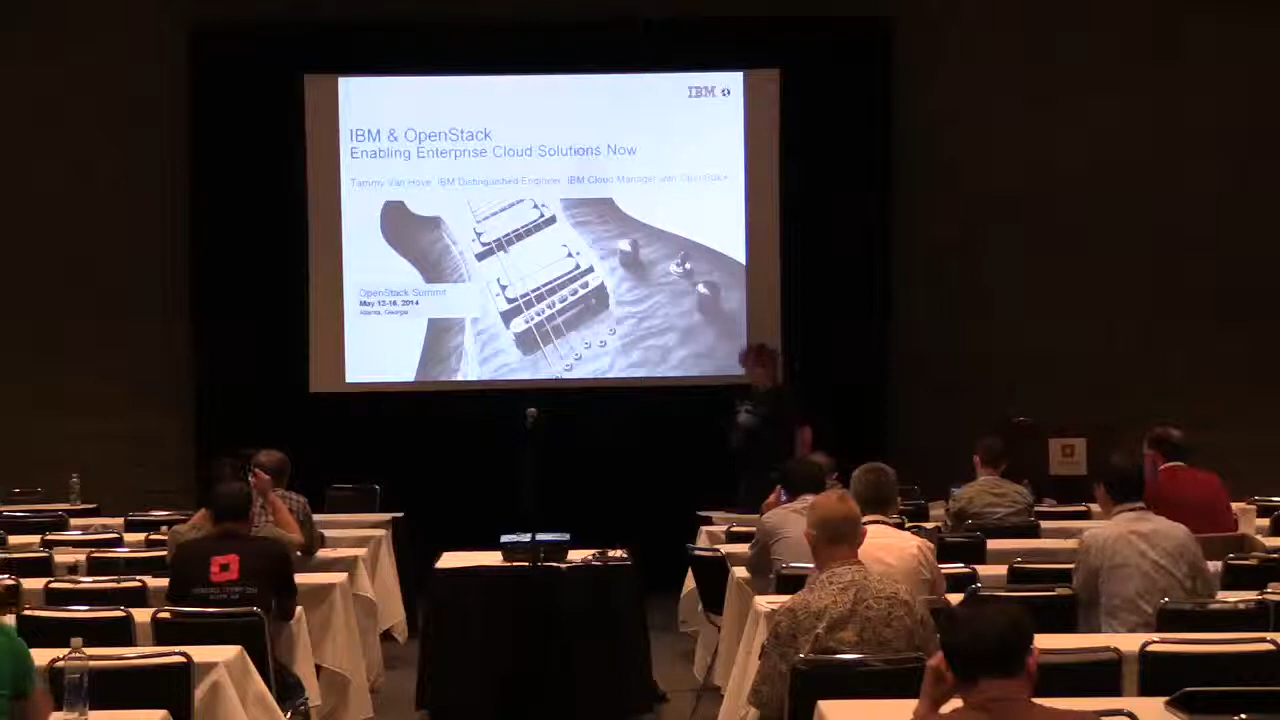 IBM
IBM & OpenStack
Enabling Enterprise Cloud Solutions Now
Tammy Van Hove, IBM Distinguished Engineer, IBM Cloud Manager with OpenStack
OpenStack Summit
May 12-16, 2014
Atlanta, Georgia